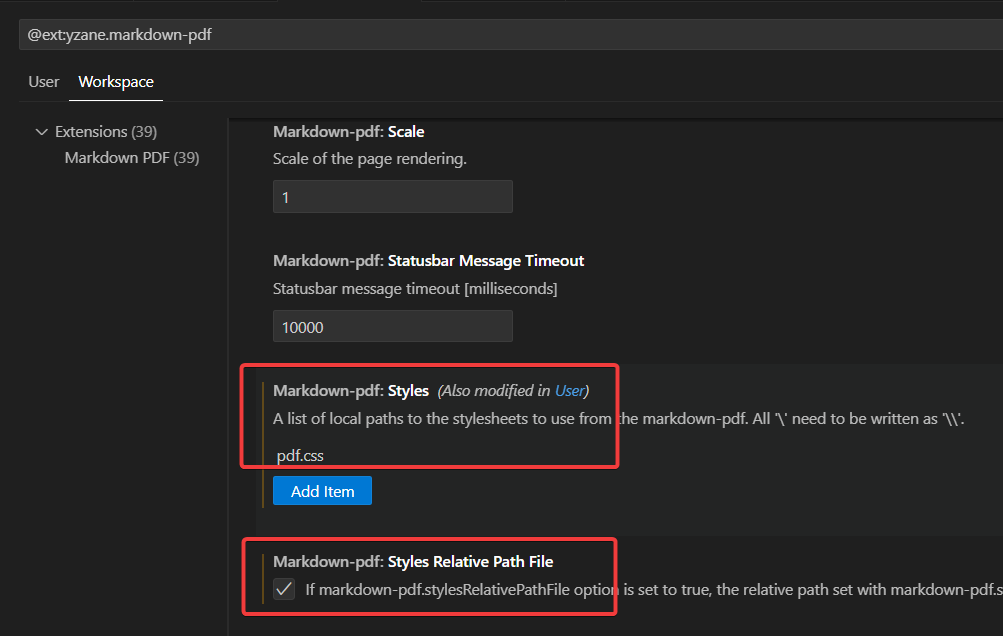 @ext:yzane.markdown-pdf
User Workspace
Extensions (39)
Markdown PDF (39)
Markdown-pdf: Scale
Scale of the page rendering.
1
Markdown-pdf: Statusbar Message Timeout
Statusbar message timeout [milliseconds]
10000
Markdown-pdf: Styles (Also modified in User)
A list of local paths to the stylesheets to use from the markdown-pdf. All '\' need to be written as '\\'.
pdf.css
Add Item
Markdown-pdf: Styles Relative Path File
If markdown-pdf.stylesRelativePathFile option is set to true, the relative path set with markdown-pdf.s